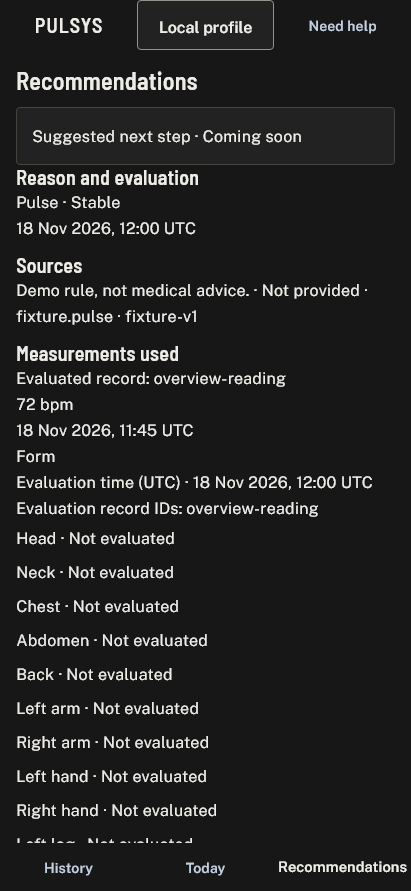 PULSYS
Local profile
Need help
Recommendations
Suggested next step · Coming soon
Reason and evaluation
Pulse · Stable
18 Nov 2026, 12:00 UTC
Sources
Demo rule, not medical advice. · Not provided ·
fixture.pulse · fixture-v1
Measurements used
Evaluated record: overview-reading
72 bpm
18 Nov 2026, 11:45 UTC
Form
Evaluation time (UTC) · 18 Nov 2026, 12:00 UTC
Evaluation record IDs: overview-reading
Head · Not evaluated
Neck · Not evaluated
Chest · Not evaluated
Abdomen · Not evaluated
Back · Not evaluated
Left arm · Not evaluated
Right arm · Not evaluated
Left hand · Not evaluated
Right hand · Not evaluated
Left leg · Not evaluated
History
Today
Recommendations